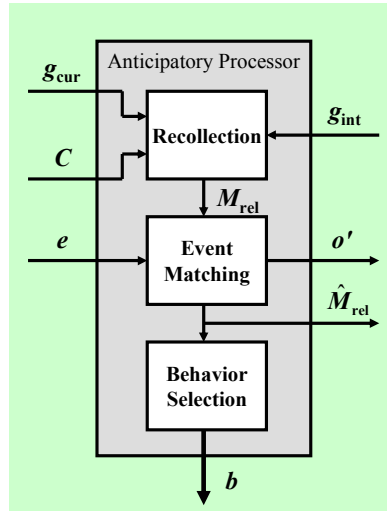 Anticipatory Processor
g_cur
Recollection
g_int
C
M_rel
e
Event
Matching
o'
M̂_rel
Behavior
Selection
b